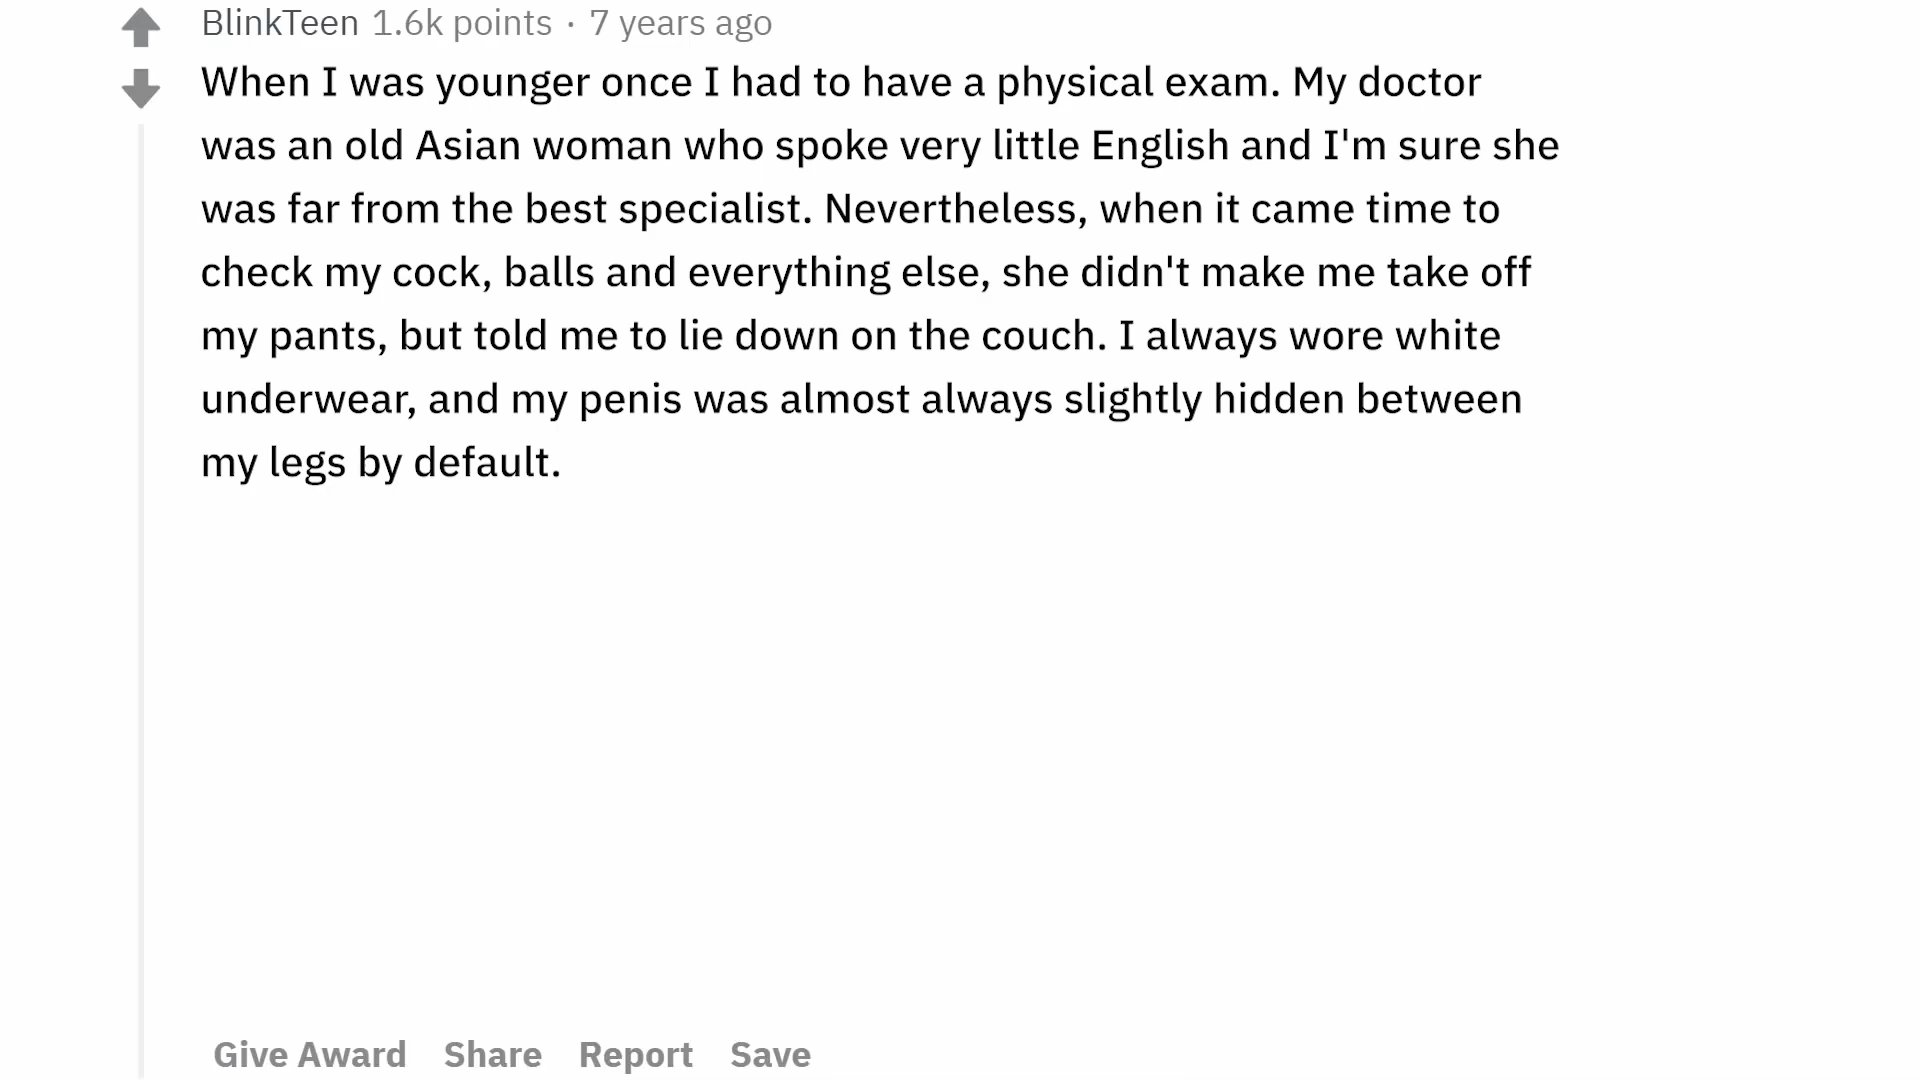 BlinkTeen 1.6k points · 7 years ago
When I was younger once I had to have a physical exam. My doctor
was an old Asian woman who spoke very little English and I'm sure she
was far from the best specialist. Nevertheless, when it came time to
check my cock, balls and everything else, she didn't make me take off
my pants, but told me to lie down on the couch. I always wore white
underwear, and my penis was almost always slightly hidden between
my legs by default.
Give Award Share Report Save